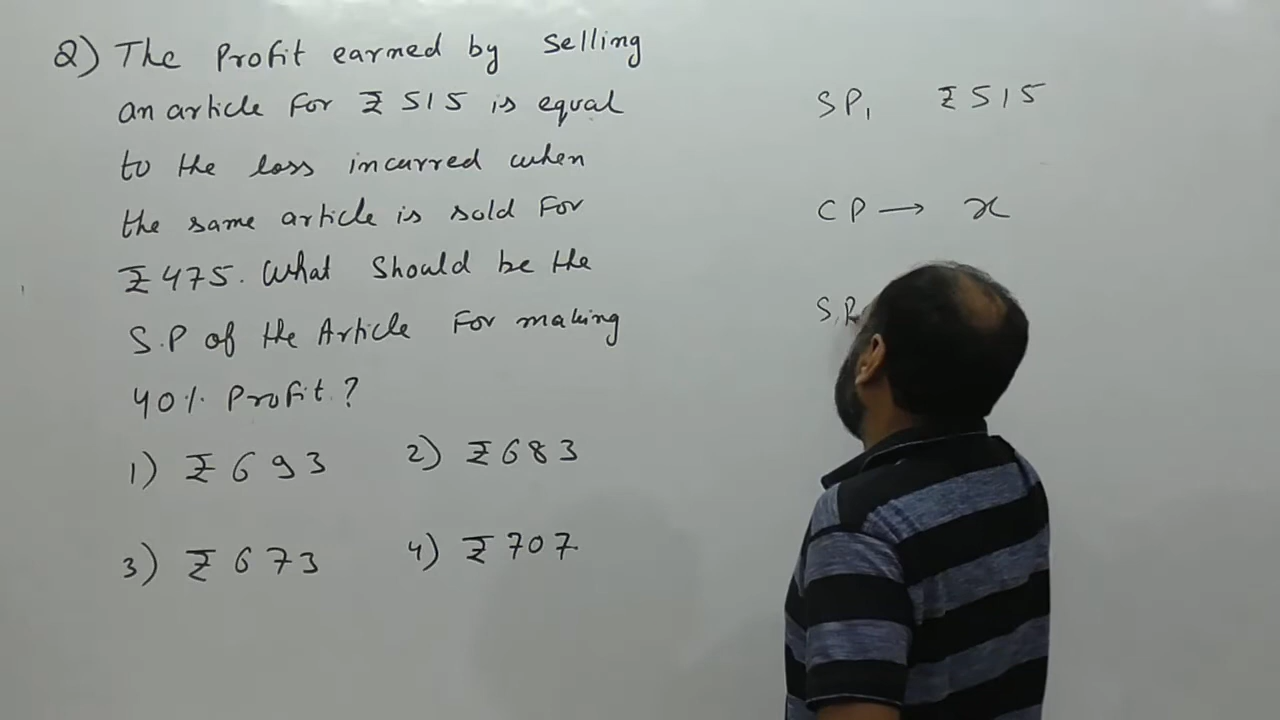 Q) The Profit earned by Selling
an article For ₹ 515 is equal
to the loss incurred when
the same article is sold For
₹ 475. What Should be the
S.P of the Article For making
40% Profit.?
1) ₹ 693 2) ₹ 683
3) ₹ 673 4) ₹ 707
SP₁ ₹ 515
CP → x